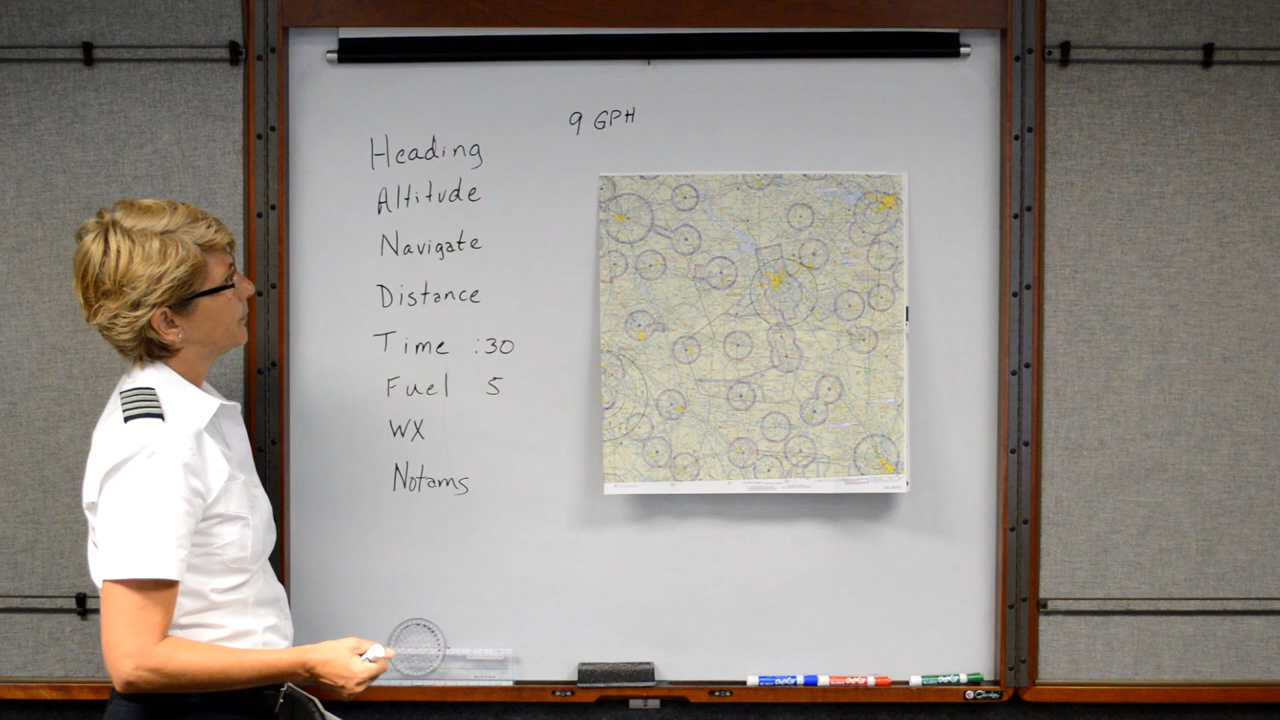 9 GPH
Heading
Altitude
Navigate
Distance
Time :30
Fuel 5
WX
Notams